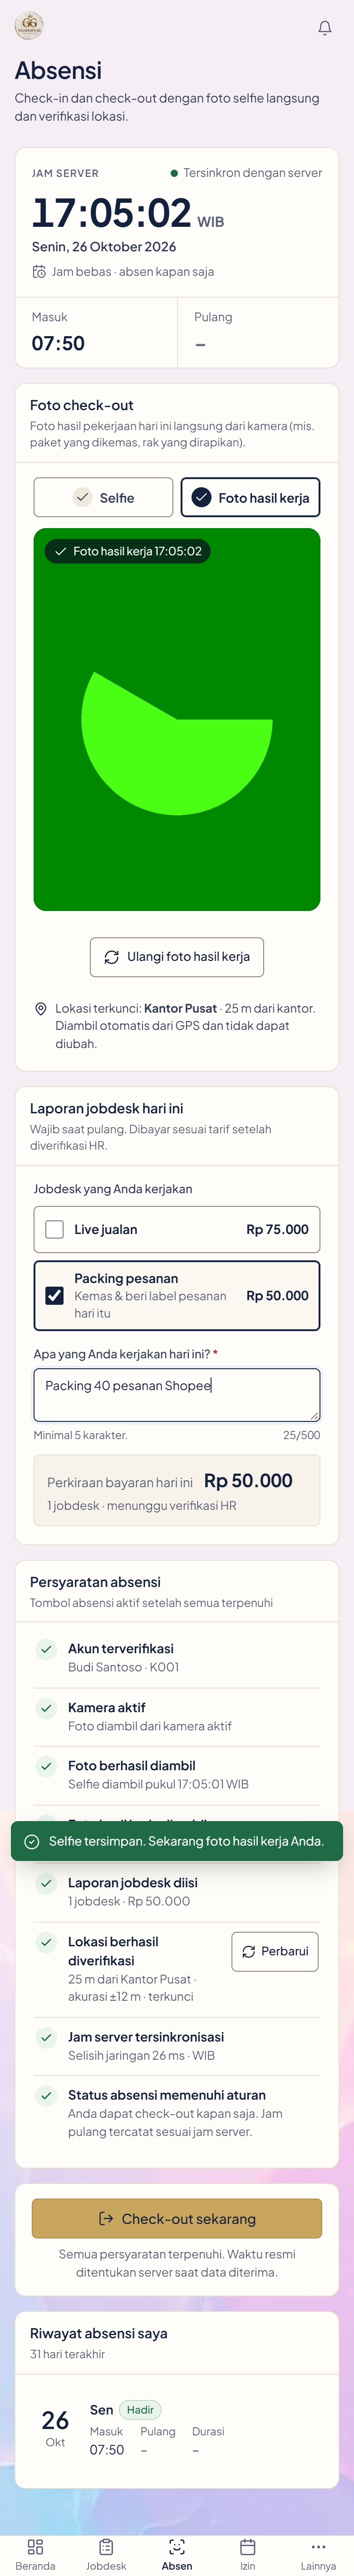 GG
Absensi
Check-in dan check-out dengan foto selfie langsung
dan verifikasi lokasi.
JAM SERVER
Tersinkron dengan server
17:05:02 WIB
Senin, 26 Oktober 2026
Jam bebas · absen kapan saja
Masuk
Pulang
07:50
–
Foto check-out
Foto hasil pekerjaan hari ini langsung dari kamera (mis.
paket yang dikemas, rak yang dirapikan).
Selfie
Foto hasil kerja
Foto hasil kerja 17:05:02
Ulangi foto hasil kerja
Lokasi terkunci: Kantor Pusat · 25 m dari kantor.
Diambil otomatis dari GPS dan tidak dapat
diubah.
Laporan jobdesk hari ini
Wajib saat pulang. Dibayar sesuai tarif setelah
diverifikasi HR.
Jobdesk yang Anda kerjakan
Live jualan
Rp 75.000
Packing pesanan
Kemas & beri label pesanan
hari itu
Rp 50.000
Apa yang Anda kerjakan hari ini? *
Packing 40 pesanan Shopee
Minimal 5 karakter.
25/500
Perkiraan bayaran hari ini Rp 50.000
1 jobdesk · menunggu verifikasi HR
Persyaratan absensi
Tombol absensi aktif setelah semua terpenuhi
Akun terverifikasi
Budi Santoso · K001
Kamera aktif
Foto diambil dari kamera aktif
Foto berhasil diambil
Selfie diambil pukul 17:05:01 WIB
Selfie tersimpan. Sekarang foto hasil kerja Anda.
Laporan jobdesk diisi
1 jobdesk · Rp 50.000
Lokasi berhasil
diverifikasi
25 m dari Kantor Pusat ·
akurasi ±12 m · terkunci
Perbarui
Jam server tersinkronisasi
Selisih jaringan 26 ms · WIB
Status absensi memenuhi aturan
Anda dapat check-out kapan saja. Jam
pulang tercatat sesuai jam server.
Check-out sekarang
Semua persyaratan terpenuhi. Waktu resmi
ditentukan server saat data diterima.
Riwayat absensi saya
31 hari terakhir
26
Okt
Sen
Hadir
Masuk
Pulang
Durasi
07:50
–
–
Beranda
Jobdesk
Absen
Izin
Lainnya